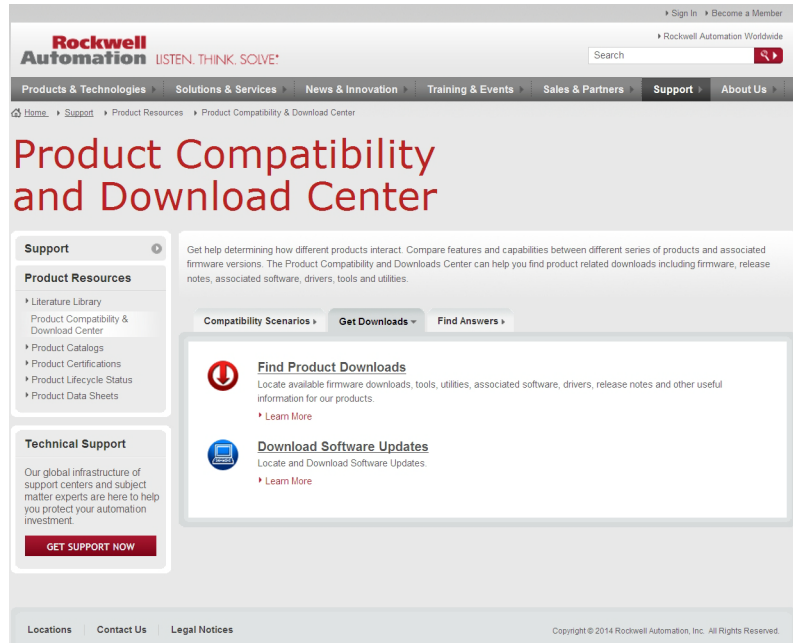 Sign In Become a Member
Rockwell Automation Worldwide
Rockwell
Automation LISTEN. THINK. SOLVE.®
Search
Products & Technologies Solutions & Services News & Innovation Training & Events Sales & Partners Support About Us
Home Support Product Resources Product Compatibility & Download Center
Product Compatibility
and Download Center
Support
Product Resources
Literature Library
Product Compatibility &
Download Center
Product Catalogs
Product Certifications
Product Lifecycle Status
Product Data Sheets
Technical Support
Our global infrastructure of
support centers and subject
matter experts are here to help
you protect your automation
investment.
GET SUPPORT NOW
Get help determining how different products interact. Compare features and capabilities between different series of products and associated
firmware versions. The Product Compatibility and Downloads Center can help you find product related downloads including firmware, release
notes, associated software, drivers, tools and utilities.
Compatibility Scenarios Get Downloads Find Answers
Find Product Downloads
Locate available firmware downloads, tools, utilities, associated software, drivers, release notes and other useful
information for our products.
Learn More
Download Software Updates
Locate and Download Software Updates.
Learn More
Locations Contact Us Legal Notices
Copyright © 2014 Rockwell Automation, Inc. All Rights Reserved.